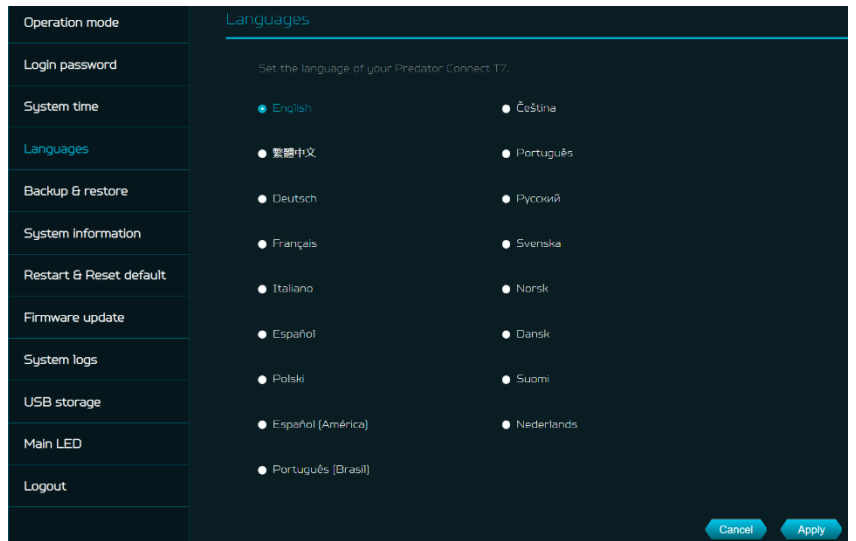 Operation mode
Login password
System time
Languages
Backup & restore
System information
Restart & Reset default
Firmware update
System logs
USB storage
Main LED
Logout
Languages
Set the language of your Predator Connect T7.
English
Čeština
繁體中文
Português
Deutsch
Русский
Français
Svenska
Italiano
Norsk
Español
Dansk
Polski
Suomi
Español (América)
Nederlands
Português (Brasil)
Cancel
Apply